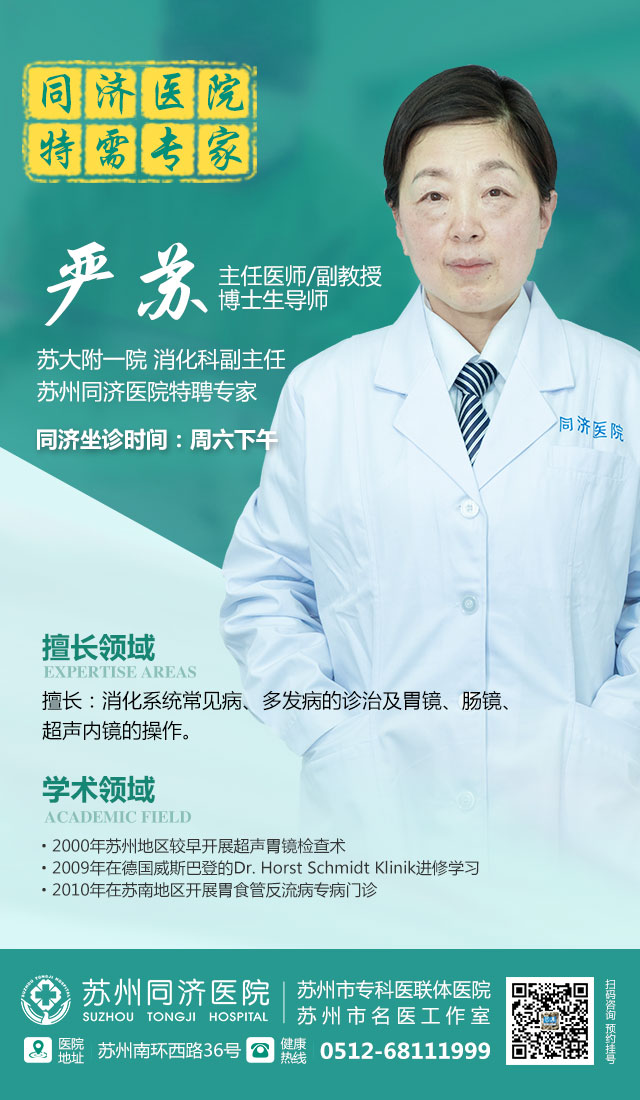 同济医院
特需专家
严苏
主任医师/副教授
博士生导师
苏大附一院 消化科副主任
苏州同济医院特聘专家
同济坐诊时间：周六下午
同济医院
擅长领域
EXPERTISE AREAS
擅长：消化系统常见病、多发病的诊治及胃镜、肠镜、
超声内镜的操作。
学术领域
ACADEMIC FIELD
• 2000年苏州地区较早开展超声胃镜检查术
• 2009年在德国威斯巴登的Dr. Horst Schmidt Klinik进修学习
• 2010年在苏南地区开展胃食管反流病专病门诊
SUZHOU TONGJI HOSPITAL
苏州同济医院
SUZHOU TONGJI HOSPITAL
苏州市专科医联体医院
苏州市名医工作室
医院
地址
苏州南环西路36号
健康
热线
0512-68111999
扫码咨询 预约挂号